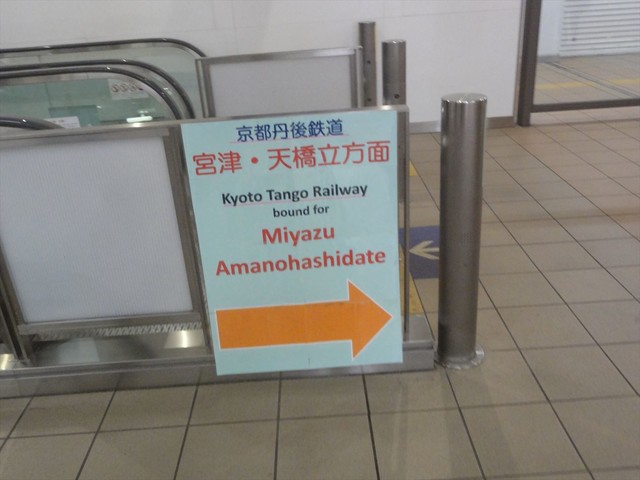 京都丹後鉄道
宮津・天橋立方面
Kyoto Tango Railway
bound for
Miyazu
Amanohashidate